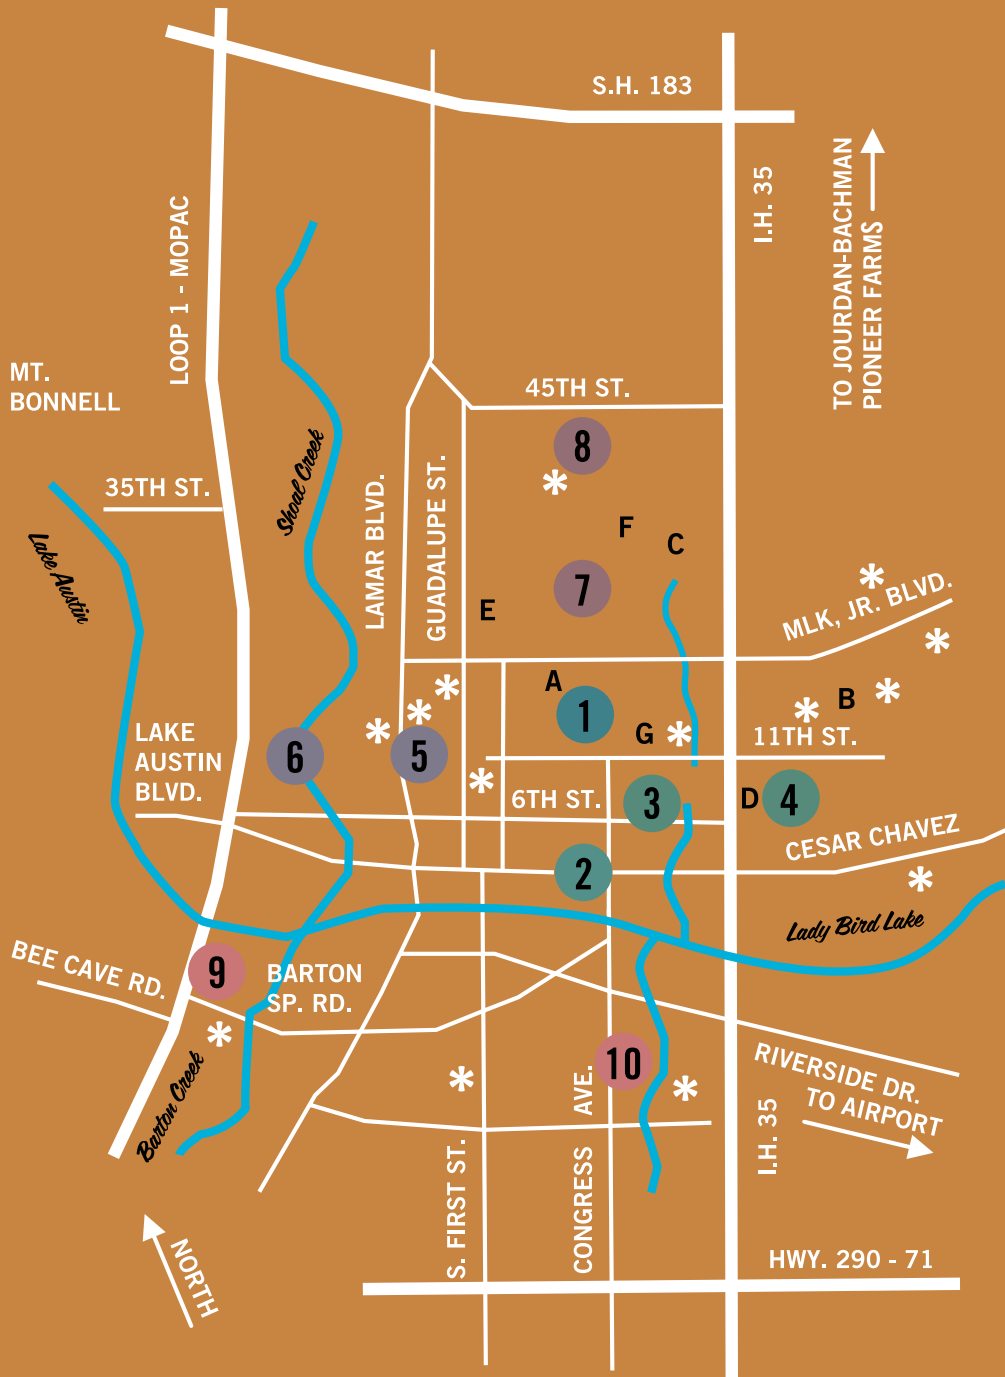 S.H. 183
I.H. 35
TO JOURDAN-BACHMAN
PIONEER FARMS
LOOP 1 - MOPAC
MT.
BONNELL
45TH ST.
8
*
35TH ST.
Shoal Creek
LAMAR BLVD.
GUADALUPE ST.
F
C
Lake Austin
7
E
*
MLK, JR. BLVD.
*
A
*
B
*
*
1
*
*
G
*
11TH ST.
LAKE
AUSTIN
BLVD.
6
5
*
6TH ST.
3
D
4
CESAR CHAVEZ
2
*
Lady Bird Lake
BEE CAVE RD.
9
BARTON
SP. RD.
*
Barton Creek
*
10
*
AVE.
CONGRESS
S. FIRST ST.
RIVERSIDE DR.
TO AIRPORT
I.H. 35
NORTH
HWY. 290 - 71